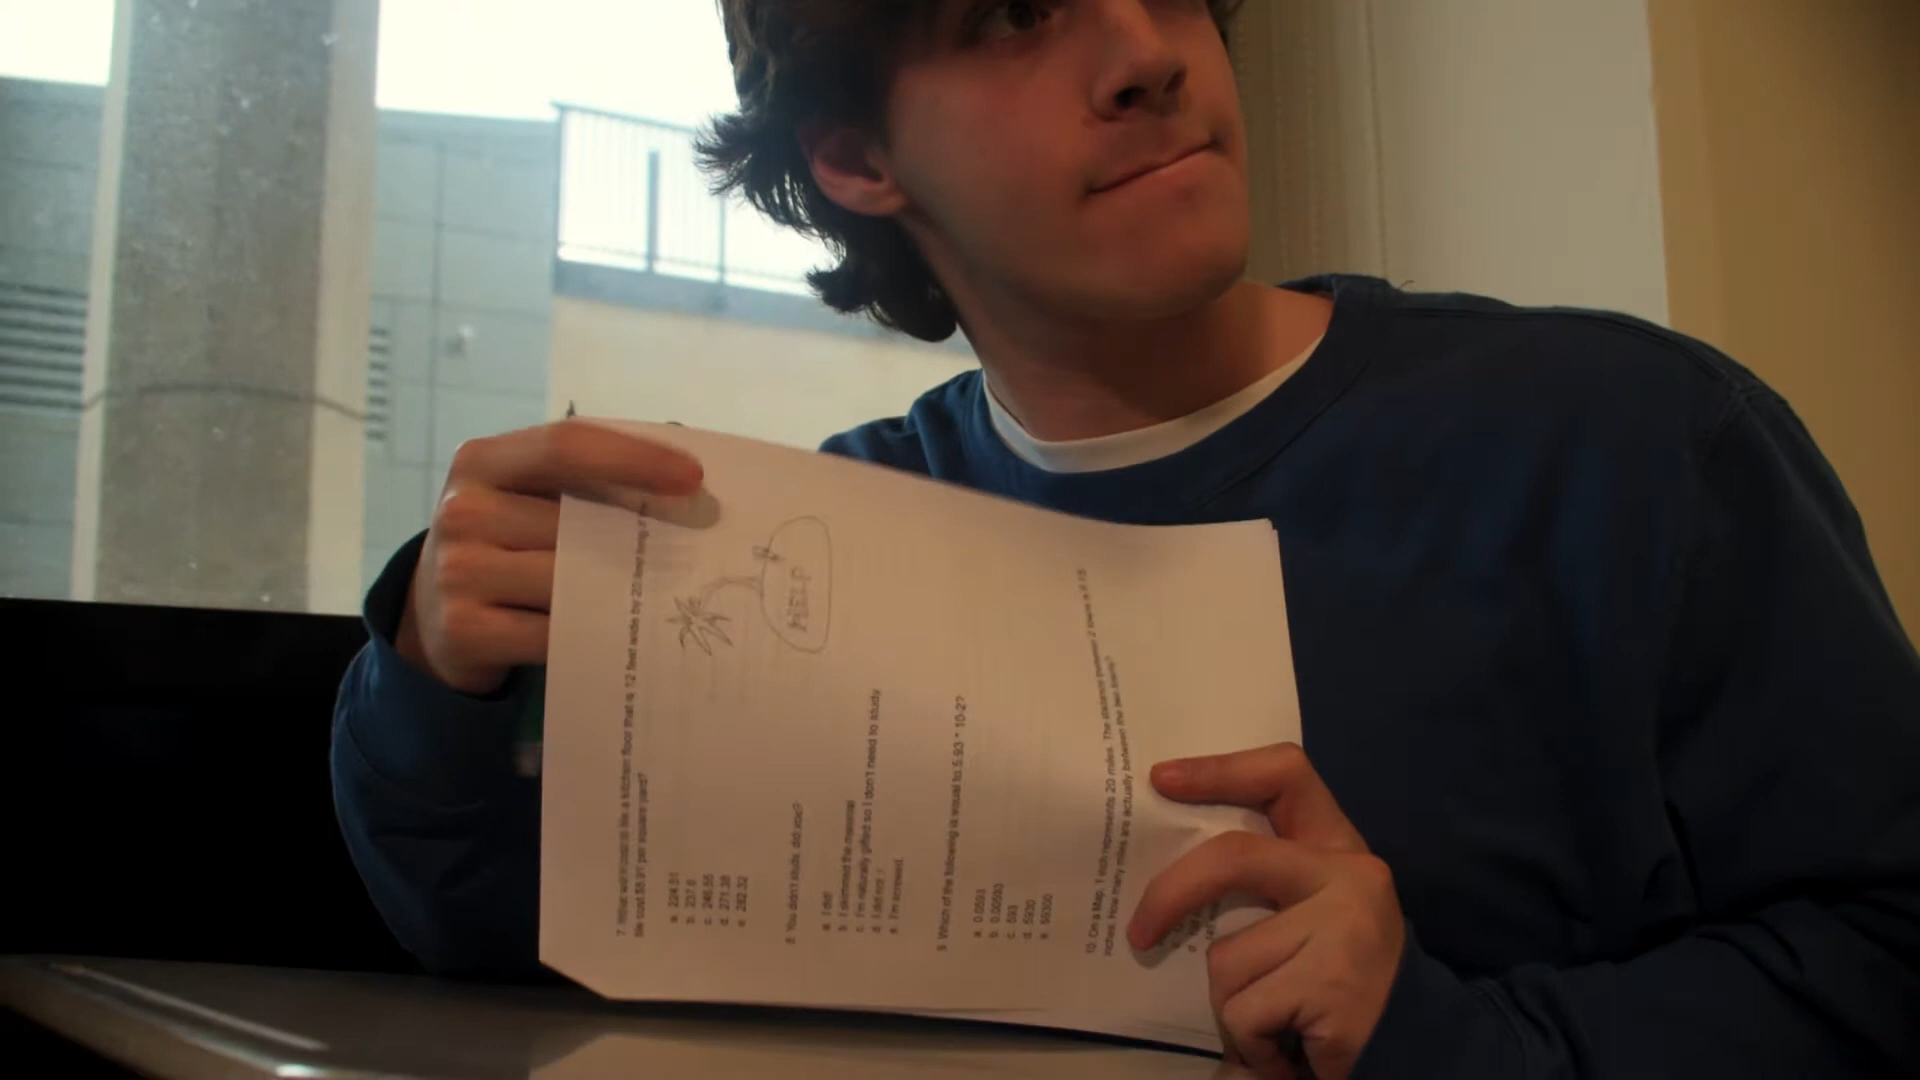 7. What will it cost to tile a kitchen floor that is 12 feet wide by 20 feet long if the
tile cost $8.91 per square yard?
a. 224.51
b. 237.6
c. 246.55
d. 271.38
e. 282.32
HELP
8. You didn't study, did you?
a. I did
b. I skimmed the material
c. I'm naturally gifted so I don't need to study
d. I did not :/
e. I'm screwed.
9. Which of the following is equal to 5.93 * 10-2?
a. 0.0593
b. 0.00593
c. 593
d. 5930
e. 59300
10. On a Map, 1 inch represents 20 miles. The distance between 2 towns is 6 1/5
inches. How many miles are actually between the two towns?